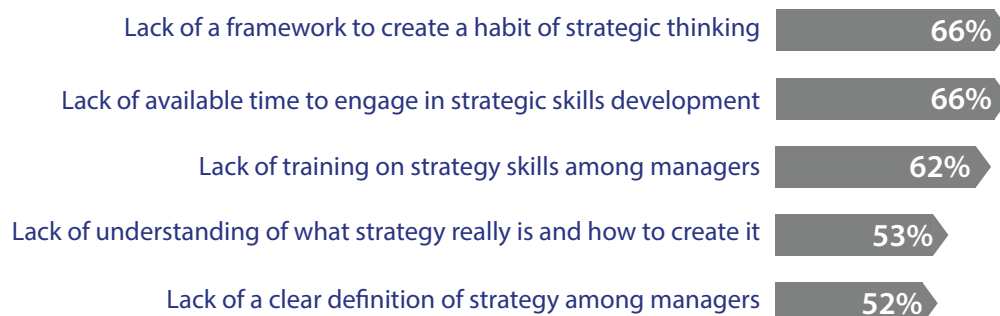 Lack of a framework to create a habit of strategic thinking 66%
Lack of available time to engage in strategic skills development 66%
Lack of training on strategy skills among managers 62%
Lack of understanding of what strategy really is and how to create it 53%
Lack of a clear definition of strategy among managers 52%